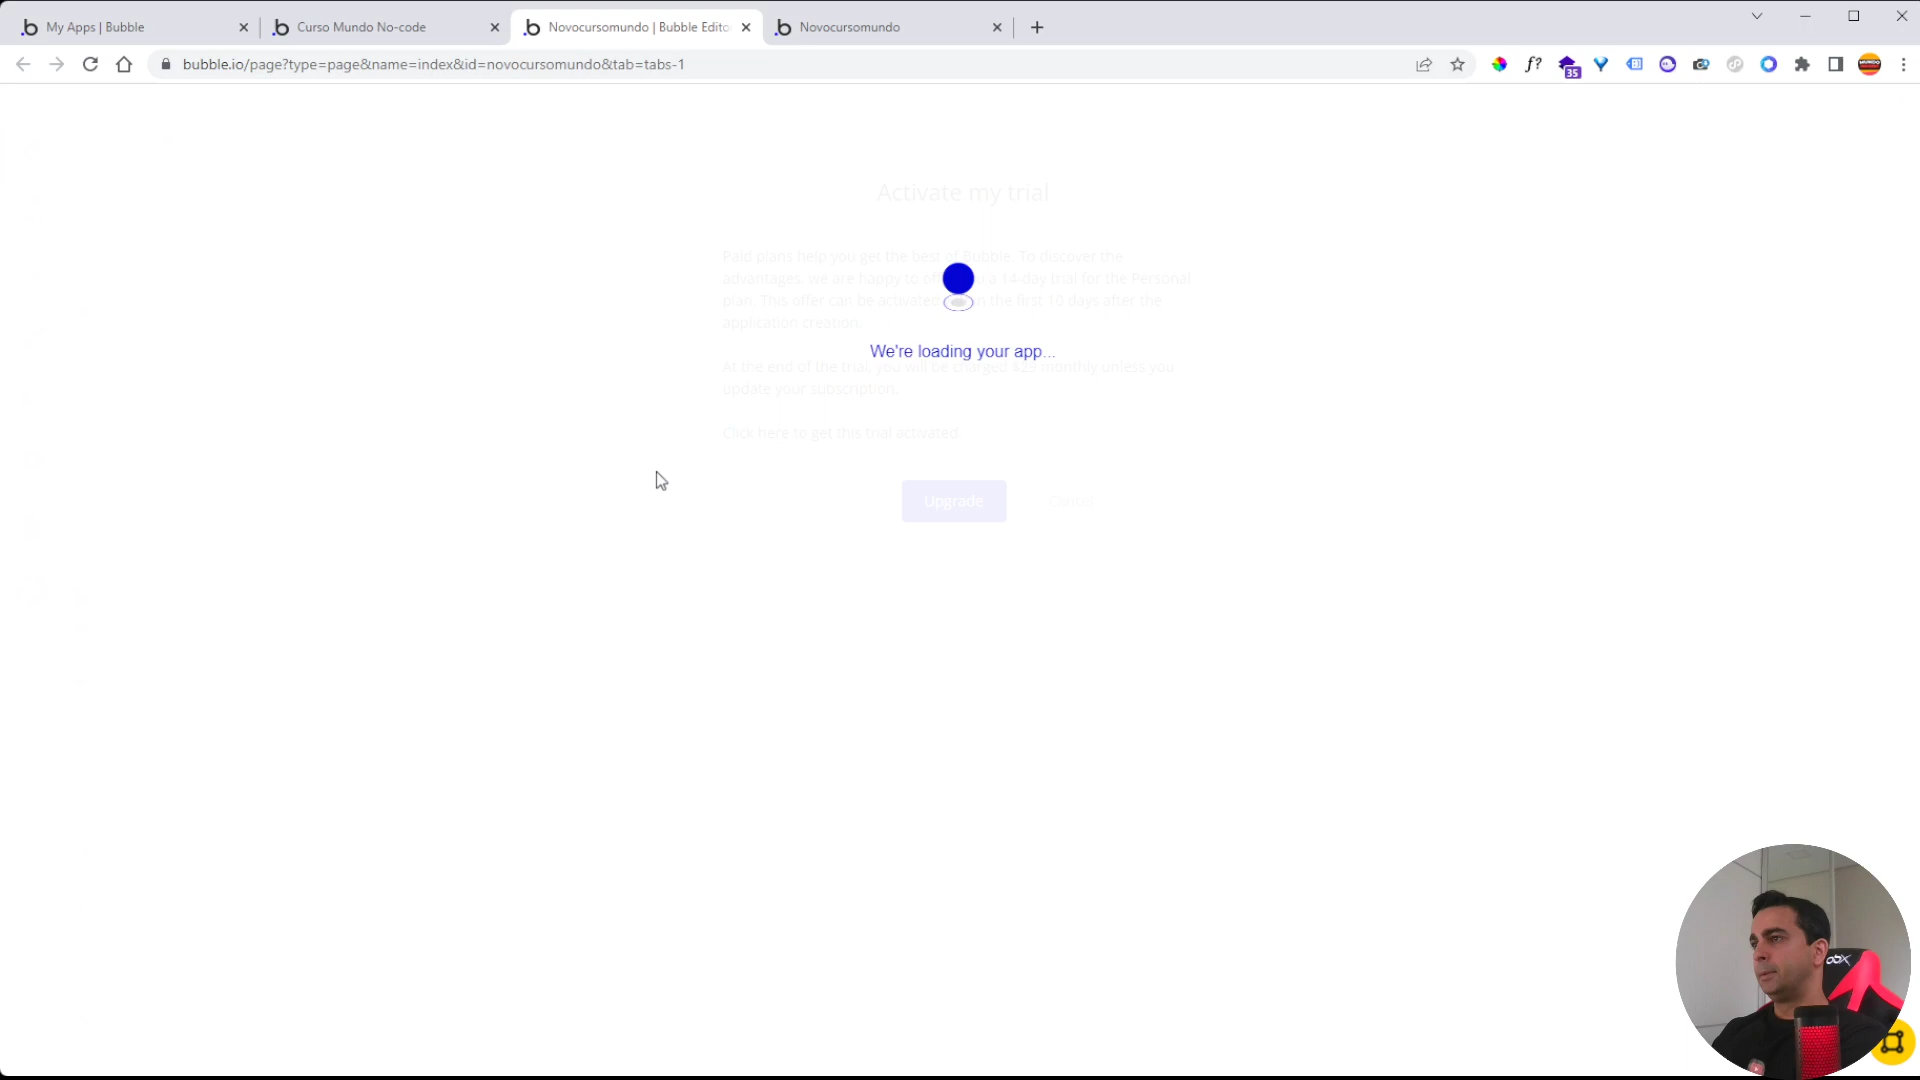 My Apps | Bubble
Curso Mundo No-code
Novocursomundo | Bubble Edito
Novocursomundo
bubble.io/page?type=page&name=index&id=novocursomundo&tab=tabs-1
f?
35
Activate my trial
Paid plans help you get the best of Bubble. To discover the
advantages, we are happy to of a 14-day trial for the Personal
plan. This offer can be activated in the first 10 days after the
application creation.
We're loading your app...
At the end of the trial, you will be charged $29 monthly unless you
update your subscription.
Click here to get this trial activated
Upgrade
Cancel